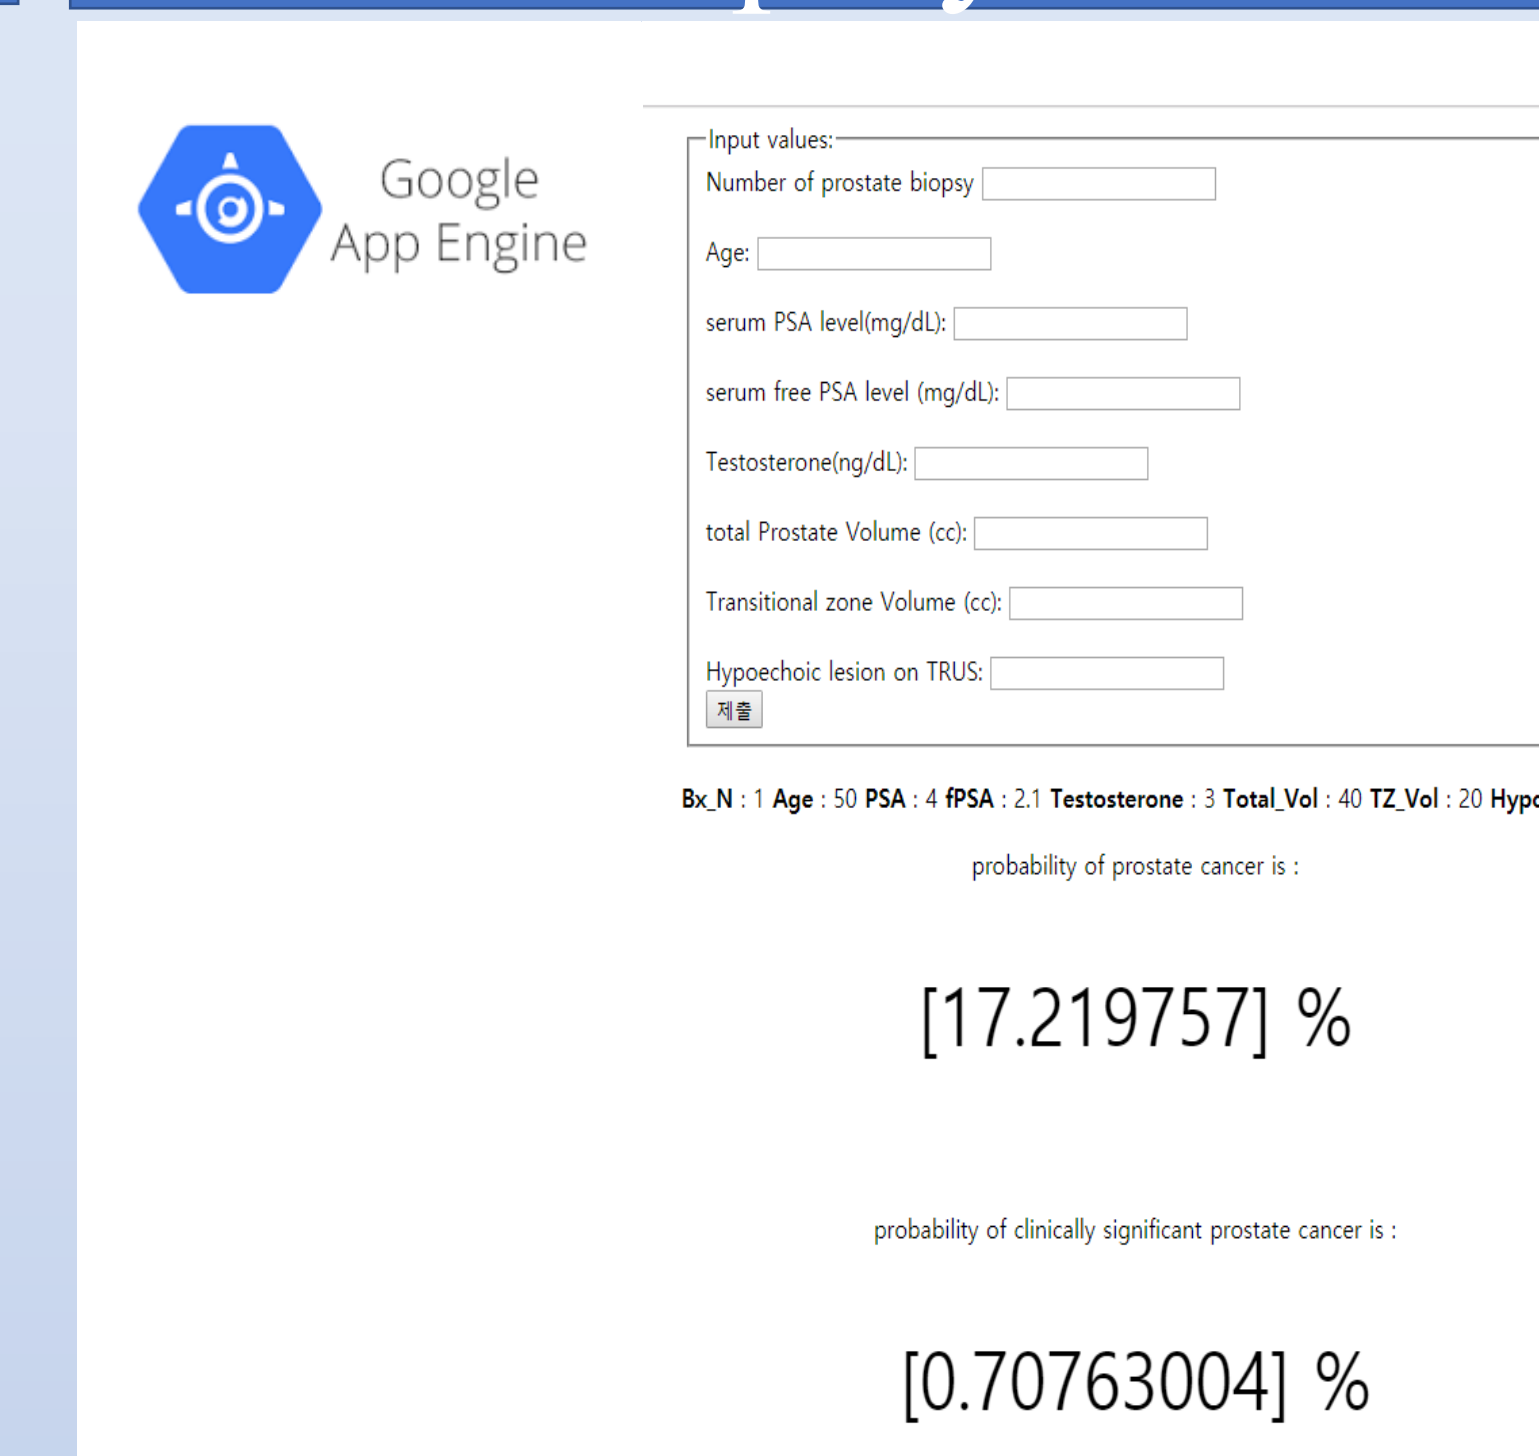 Google
App Engine
Input values:
Number of prostate biopsy
Age:
serum PSA level(mg/dL):
serum free PSA level (mg/dL):
Testosterone(ng/dL):
total Prostate Volume (cc):
Transitional zone Volume (cc):
Hypoechoic lesion on TRUS:
제출
Bx_N : 1 Age : 50 PSA : 4 fPSA : 2.1 Testosterone : 3 Total_Vol : 40 TZ_Vol : 20
probability of prostate cancer is :
[17.219757] %
probability of clinically significant prostate cancer is :
[0.70763004] %